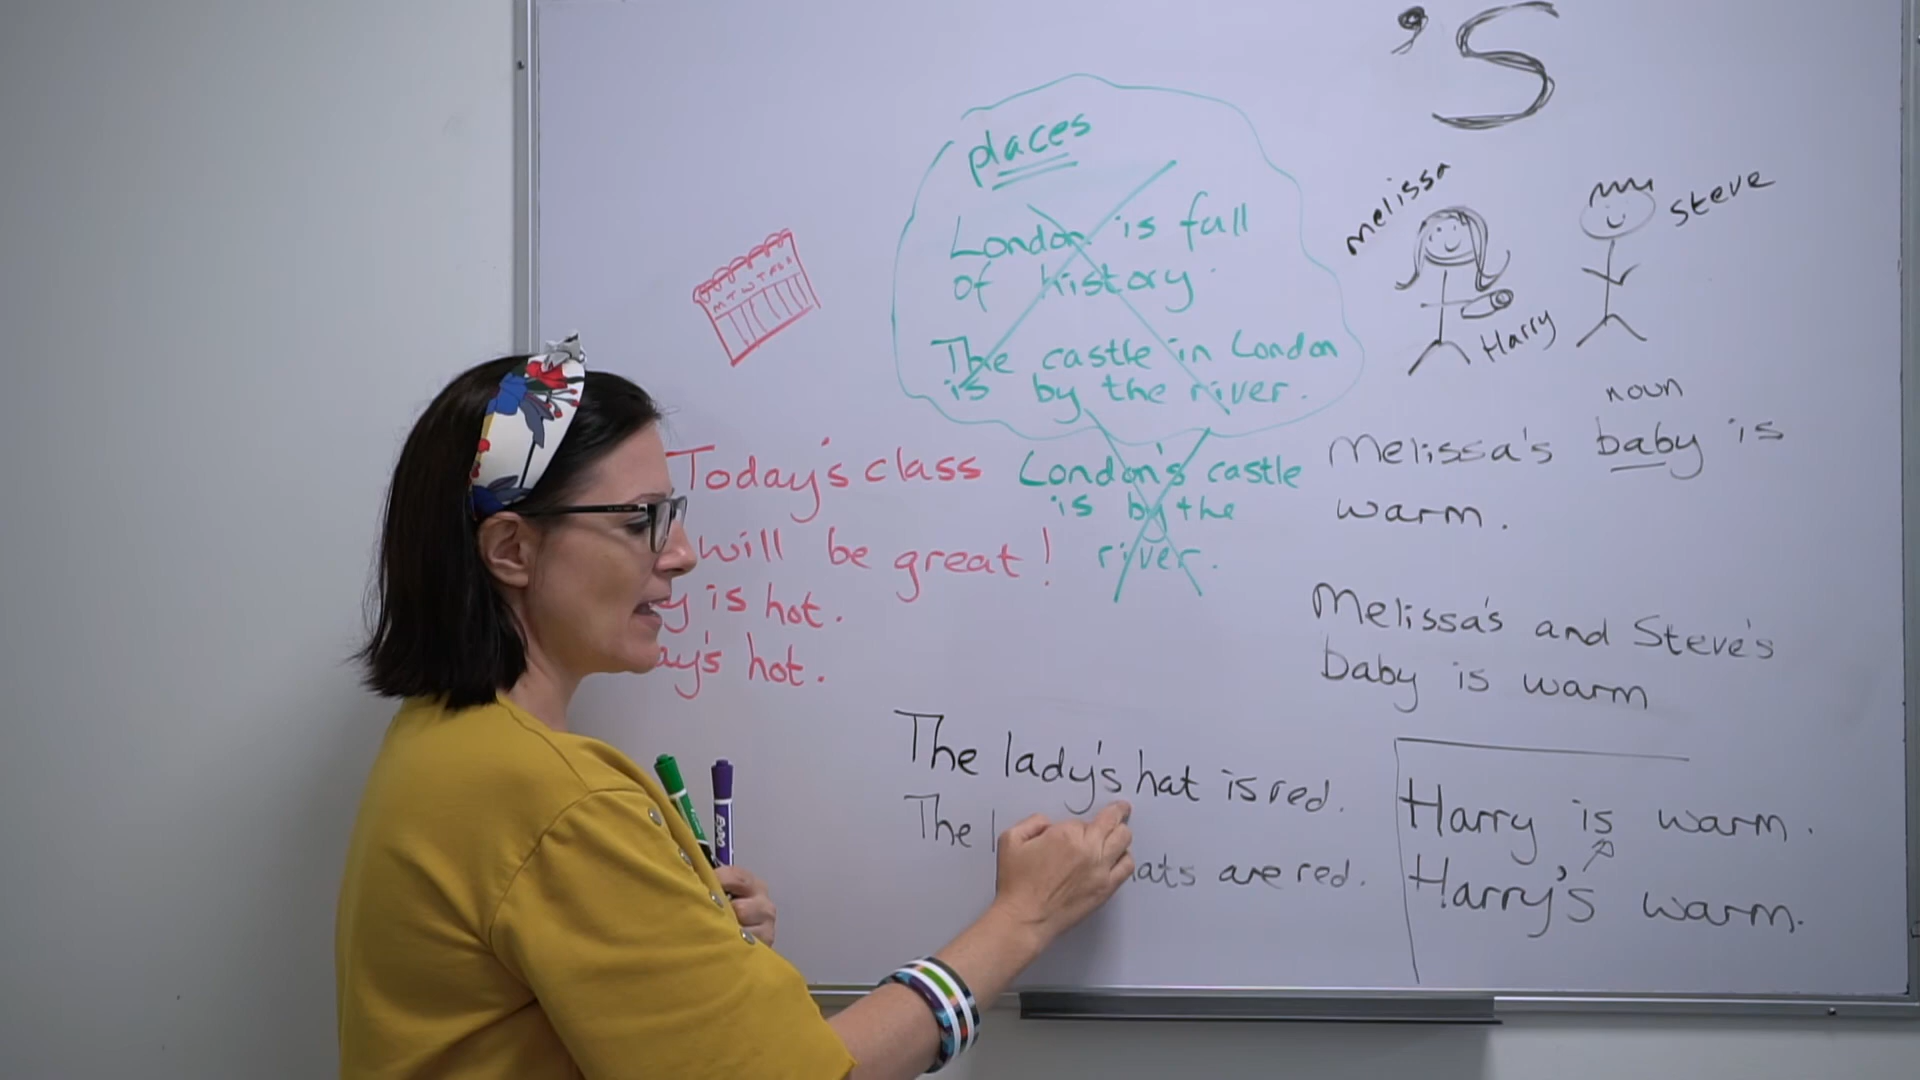 'S
places
London is full
of history.
The castle in London
is by the river.
London's castle
is by the
river.
MTWTFSS
Today's class
will be great!
is hot.
hot.
The lady's hat is red.
The
are red.
Melissa
Steve
Harry
noun
Melissa's baby is
warm.
Melissa's and Steve's
baby is warm
Harry is warm.
Harry's warm.
Expo